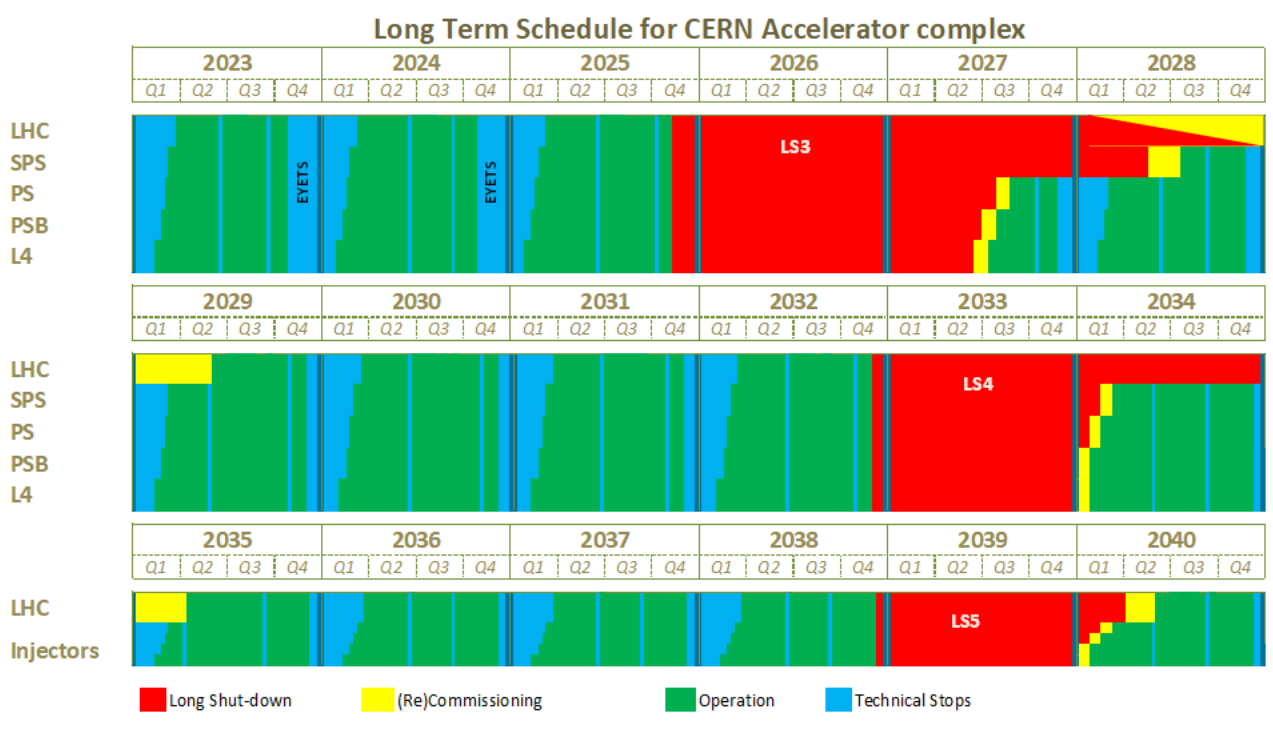 Long Term Schedule for CERN Accelerator complex
2023 2024 2025 2026 2027 2028
Q1 Q2 Q3 Q4 Q1 Q2 Q3 Q4 Q1 Q2 Q3 Q4 Q1 Q2 Q3 Q4 Q1 Q2 Q3 Q4 Q1 Q2 Q3 Q4
LHC
LS3
SPS
EYETS EYETS
PS
PSB
L4
2029 2030 2031 2032 2033 2034
Q1 Q2 Q3 Q4 Q1 Q2 Q3 Q4 Q1 Q2 Q3 Q4 Q1 Q2 Q3 Q4 Q1 Q2 Q3 Q4 Q1 Q2 Q3 Q4
LHC
LS4
SPS
PS
PSB
L4
2035 2036 2037 2038 2039 2040
Q1 Q2 Q3 Q4 Q1 Q2 Q3 Q4 Q1 Q2 Q3 Q4 Q1 Q2 Q3 Q4 Q1 Q2 Q3 Q4 Q1 Q2 Q3 Q4
LHC
LS5
Injectors
Long Shut-down (Re)Commissioning Operation Technical Stops